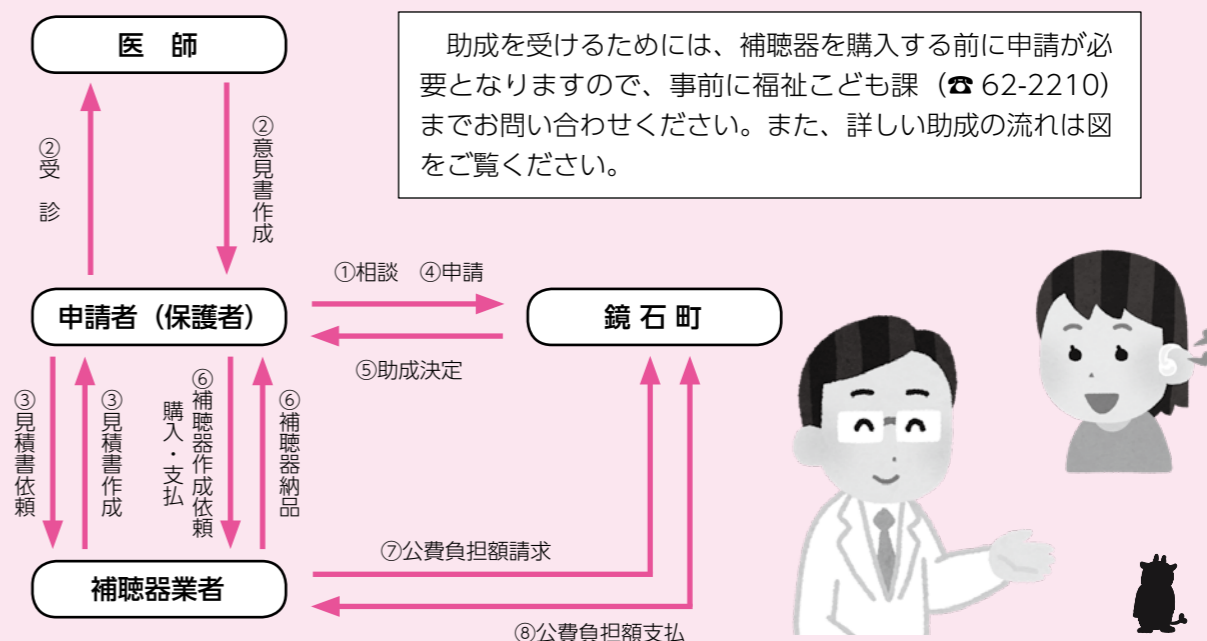 医 師
助成を受けるためには、補聴器を購入する前に申請が必
要となりますので、事前に福祉こども課(☎ 62-2210)
までお問い合わせください。また、詳しい助成の流れは図
をご覧ください。
②受 診
②意見書作成
①相談 ④申請
申請者(保護者)
鏡 石 町
⑤助成決定
③見積書依頼
③見積書作成
⑥補聴器作成依頼
購入・支払
⑥補聴器納品
⑦公費負担額請求
補聴器業者
⑧公費負担額支払